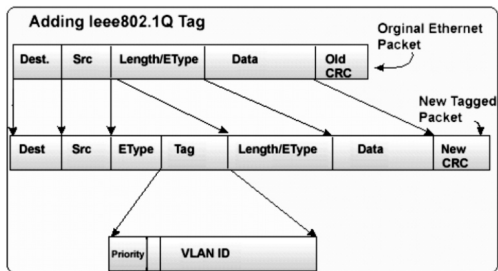 Adding Ieee802.1Q Tag
Orginal Ethernet
Packet
Dest. Src Length/EType Data Old
CRC
New Tagged
Packet
Dest Src EType Tag Length/EType Data New
CRC
Priority VLAN ID